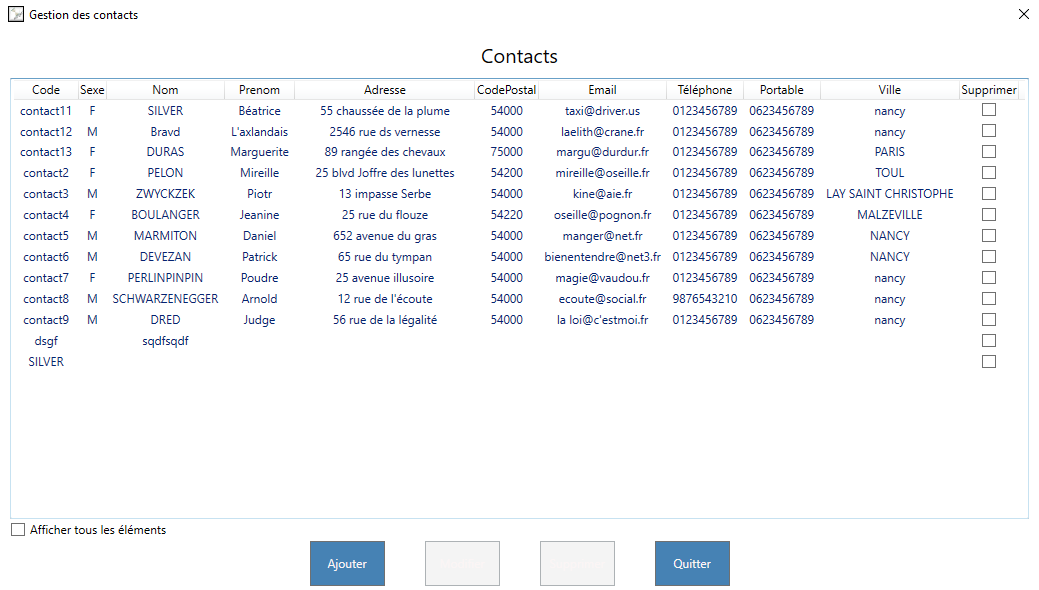 Gestion des contacts
Contacts
Code Sexe Nom Prenom Adresse CodePostal Email Téléphone Portable Ville Supprimer
contact11 F SILVER Béatrice 55 chaussée de la plume 54000 taxi@driver.us 0123456789 0623456789 nancy
contact12 M Bravd L'axlandais 2546 rue ds vernesse 54000 laelith@crane.fr 0123456789 0623456789 nancy
contact13 F DURAS Marguerite 89 rangée des chevaux 75000 margu@durdur.fr 0123456789 0623456789 PARIS
contact2 F PELON Mireille 25 blvd Joffre des lunettes 54200 mireille@oseille.fr 0123456789 0623456789 TOUL
contact3 M ZWYCKZEK Piotr 13 impasse Serbe 54000 kine@aie.fr 0123456789 0623456789 LAY SAINT CHRISTOPHE
contact4 F BOULANGER Jeanine 25 rue du flouze 54220 oseille@pognon.fr 0123456789 0623456789 MALZEVILLE
contact5 M MARMITON Daniel 652 avenue du gras 54000 manger@net.fr 0123456789 0623456789 NANCY
contact6 M DEVEZAN Patrick 65 rue du tympan 54000 bienentendre@net3.fr 0123456789 0623456789 NANCY
contact7 F PERLINPINPIN Poudre 25 avenue illusoire 54000 magie@vaudou.fr 0123456789 0623456789 nancy
contact8 M SCHWARZENEGGER Arnold 12 rue de l'écoute 54000 ecoute@social.fr 9876543210 0623456789 nancy
contact9 M DRED Judge 56 rue de la légalité 54000 la loi@c'estmoi.fr 0123456789 0623456789 nancy
dsgf sqdfsqdf
SILVER
Afficher tous les éléments
Ajouter Quitter